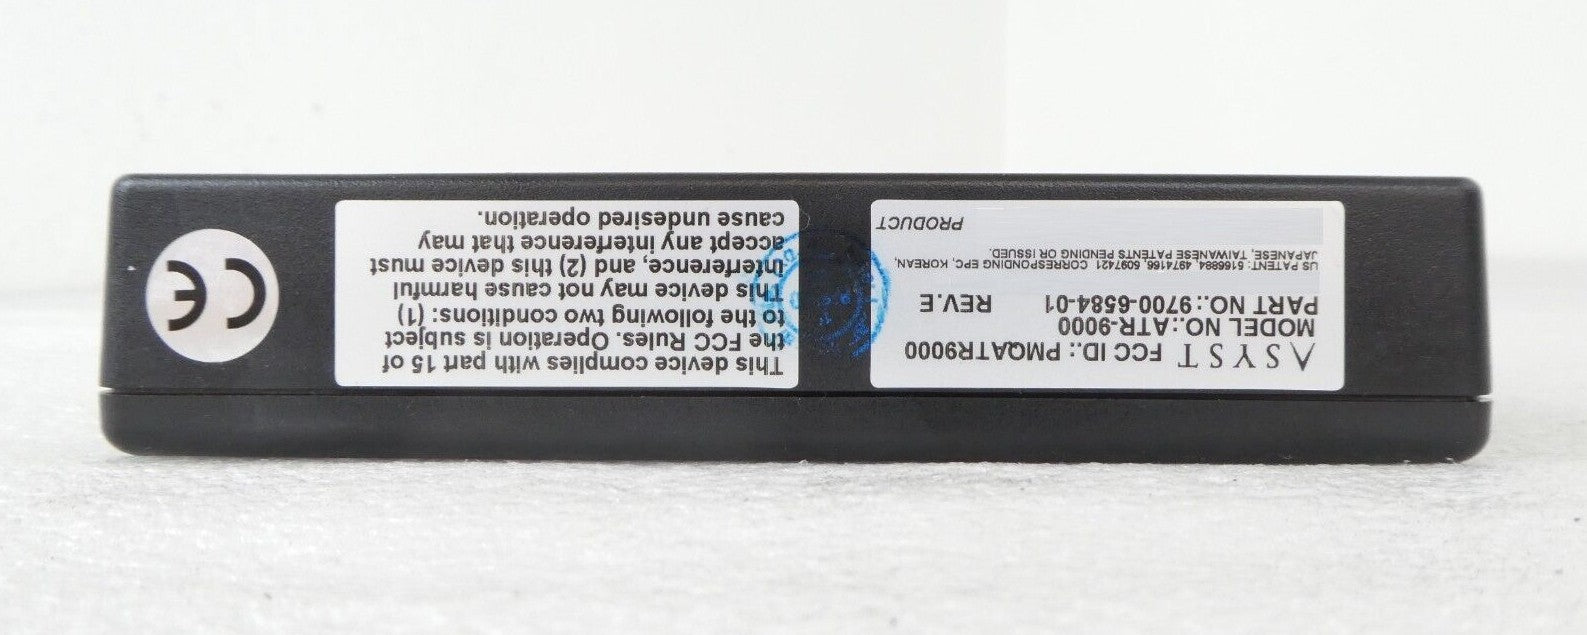 ASYST FCC ID.: PMQATR9000
MODEL NO.:ATR-9000
PART NO.:9700-6584-01 REV.E
US PATENT: 5166884, 4974166, 5097421 CORRESPONDING EPC, KOREAN,
JAPANESE, TAIWANESE PATENTS PENDING OR ISSUED.
PRODUCT
This device complies with part 15 of
the FCC Rules. Operation is subject
to the following two conditions: (1)
This device may not cause harmful
interference, and (2) this device must
accept any interference that may
cause undesired operation.
CE